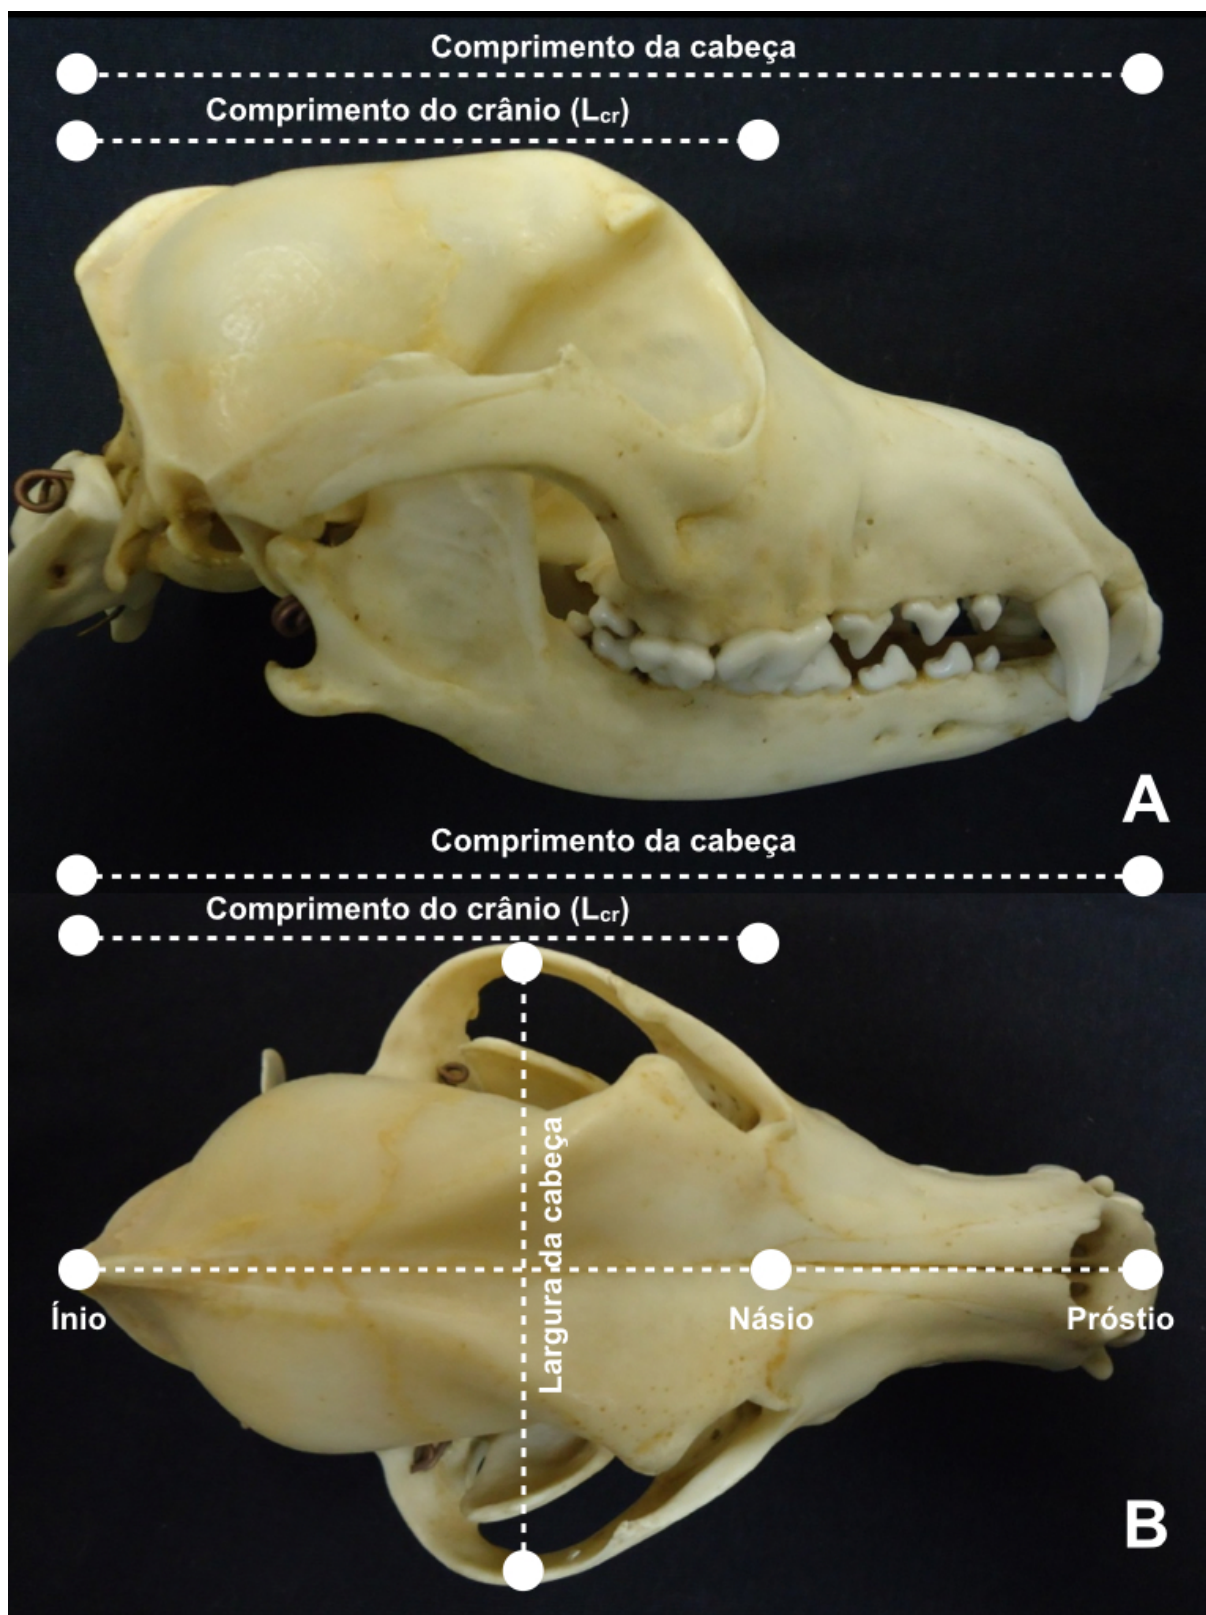 Comprimento da cabeça
Comprimento do crânio (Lcr)
A
Comprimento da cabeça
Comprimento do crânio (Lcr)
Largura da cabeça
Ínio
Násio
Próstio
B